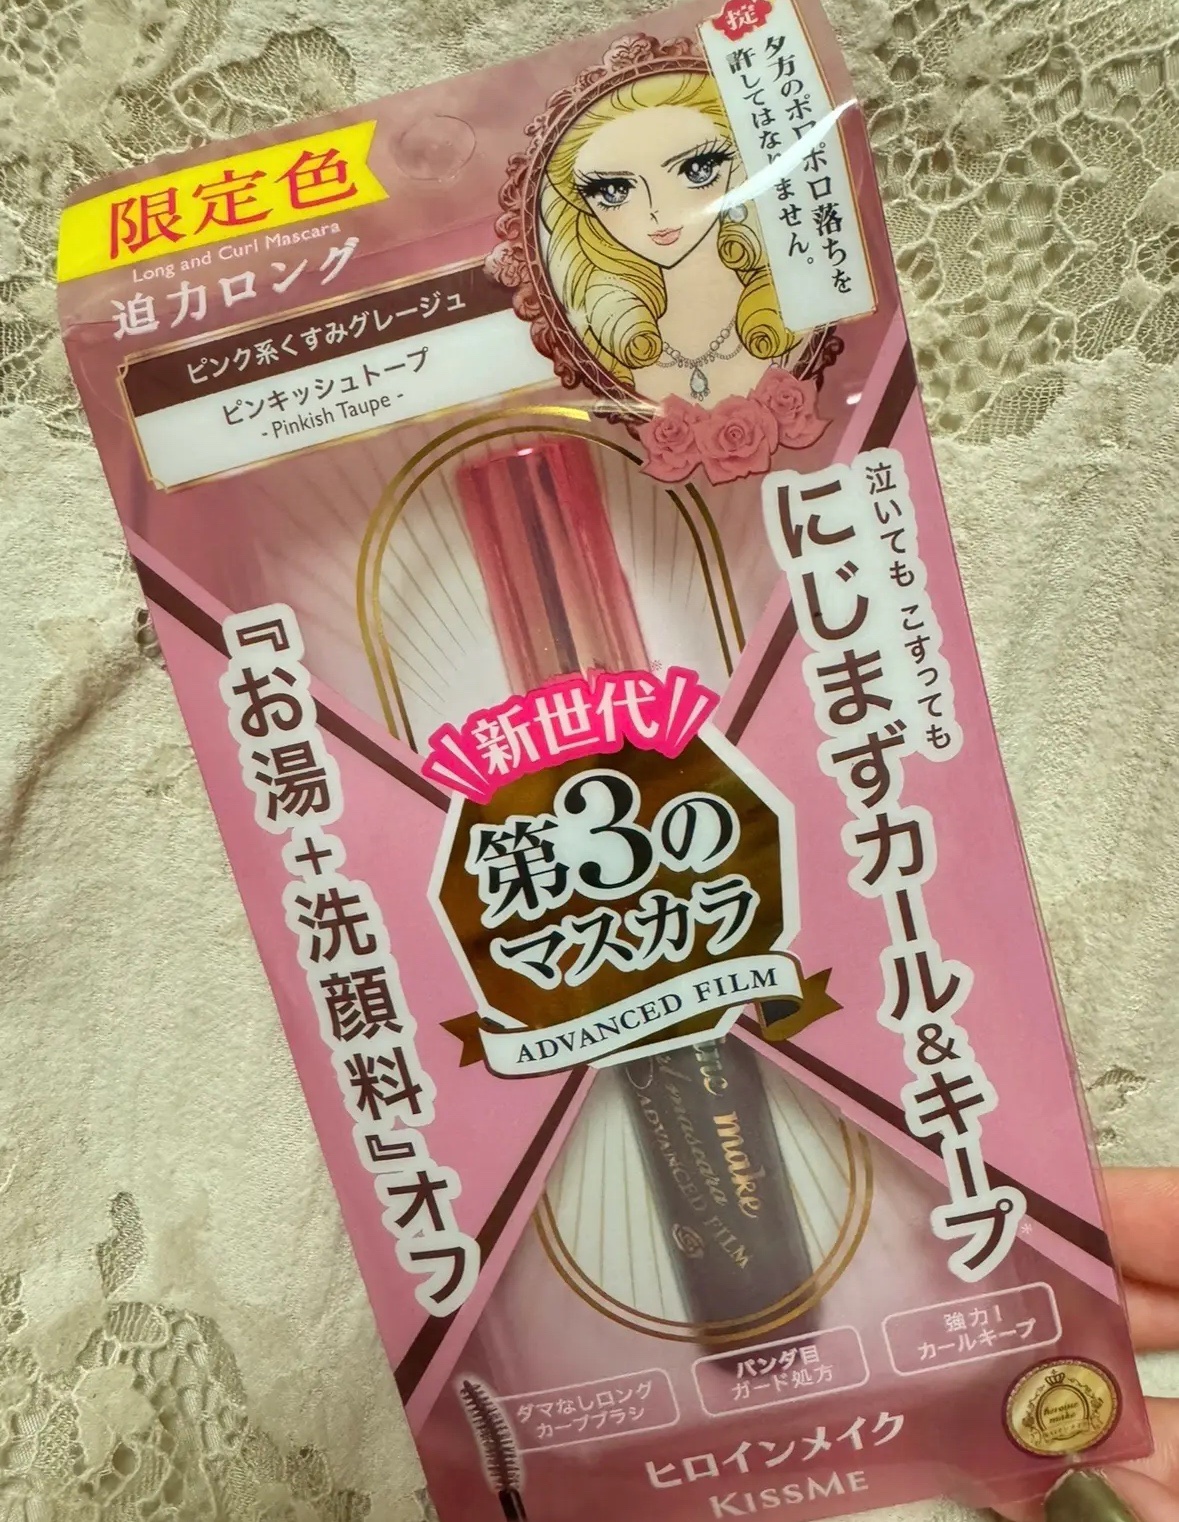 掟
夕方のポロポロ落ちを
許してはなりません。
限定色
Long and Curl Mascara
迫力ロング
ピンク系くすみグレージュ
ピンキッシュトープ
- Pinkish Taupe -
泣いても こすっても
にじまずカール&キープ*
『お湯+洗顔料』オフ
新世代※
第3の
マスカラ
ADVANCED FILM
make
mascara
ADVANCED FILM
強力!
カールキープ
パンダ目
ガード処方
ダマなしロング
カーブブラシ
heroine
make
ヒロインメイク
KISSME